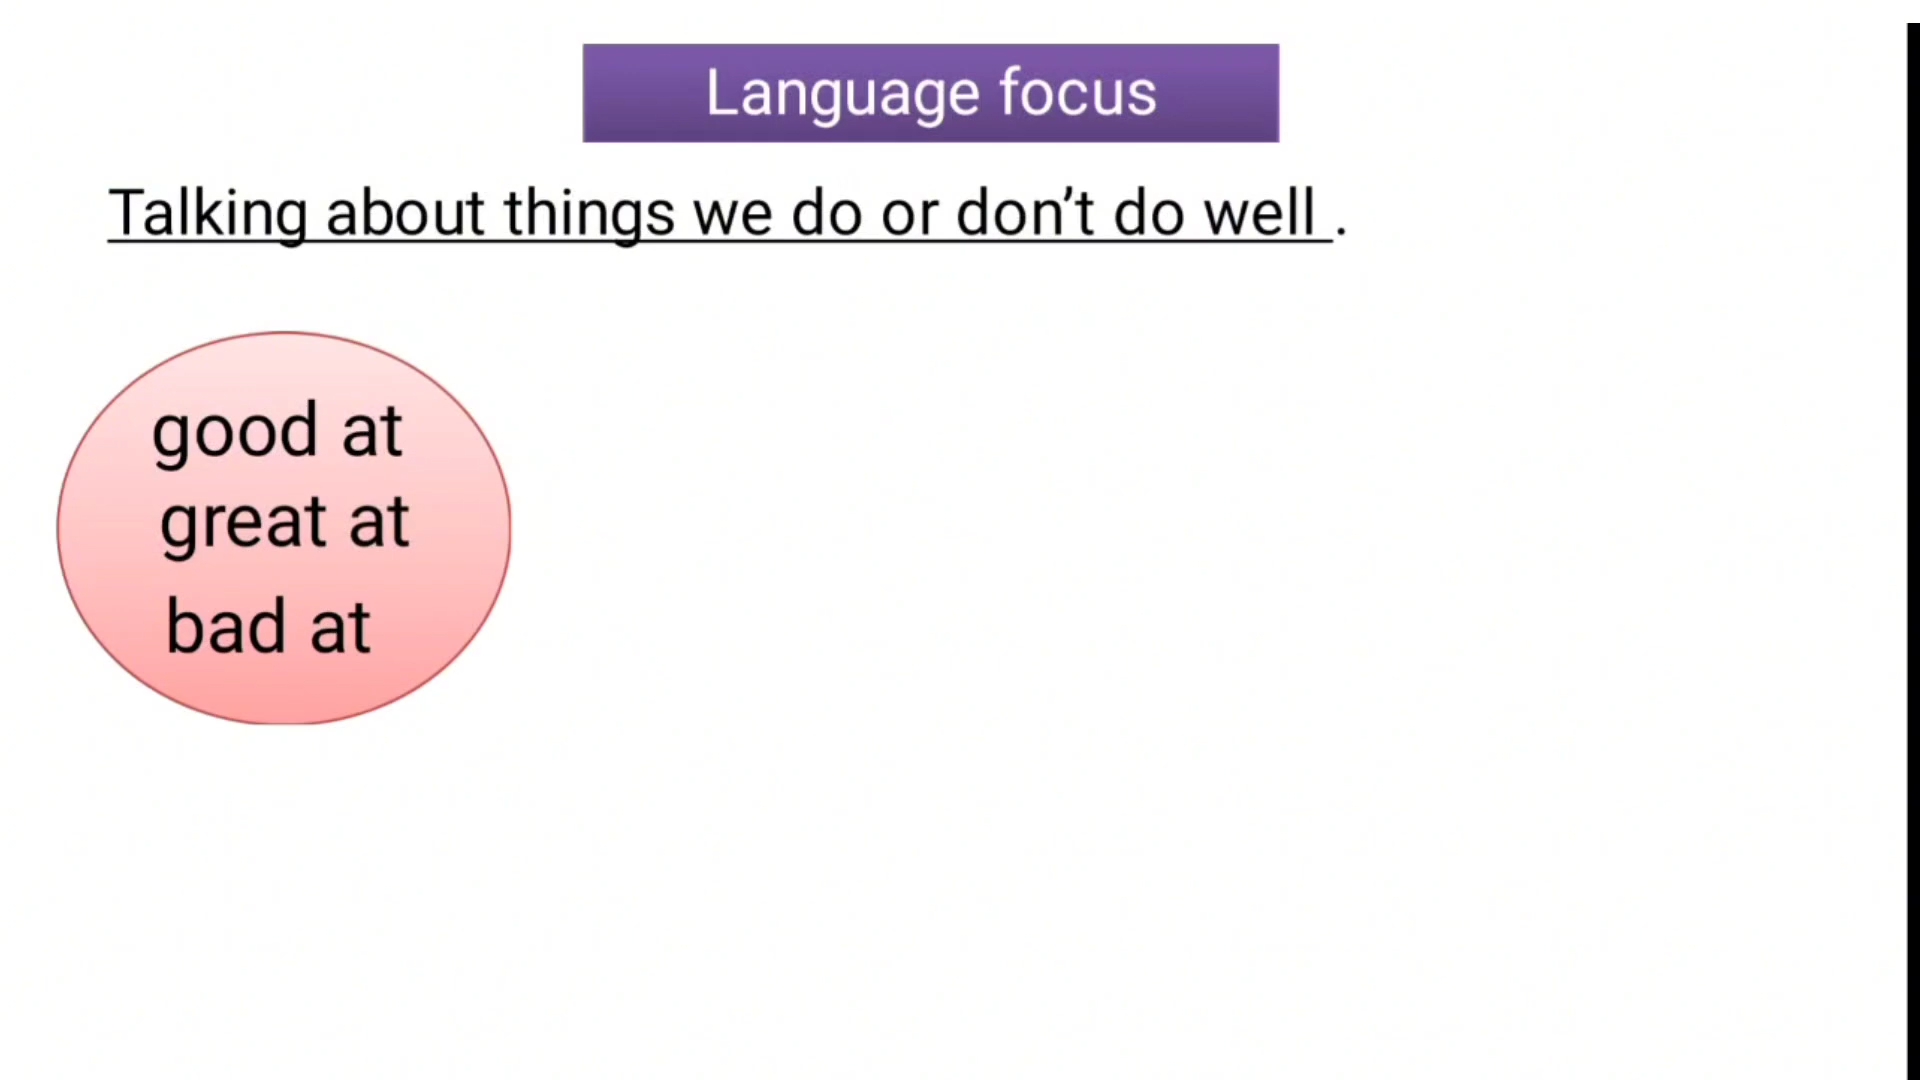 Language focus
Talking about things we do or don’t do well .
good at
great at
bad at